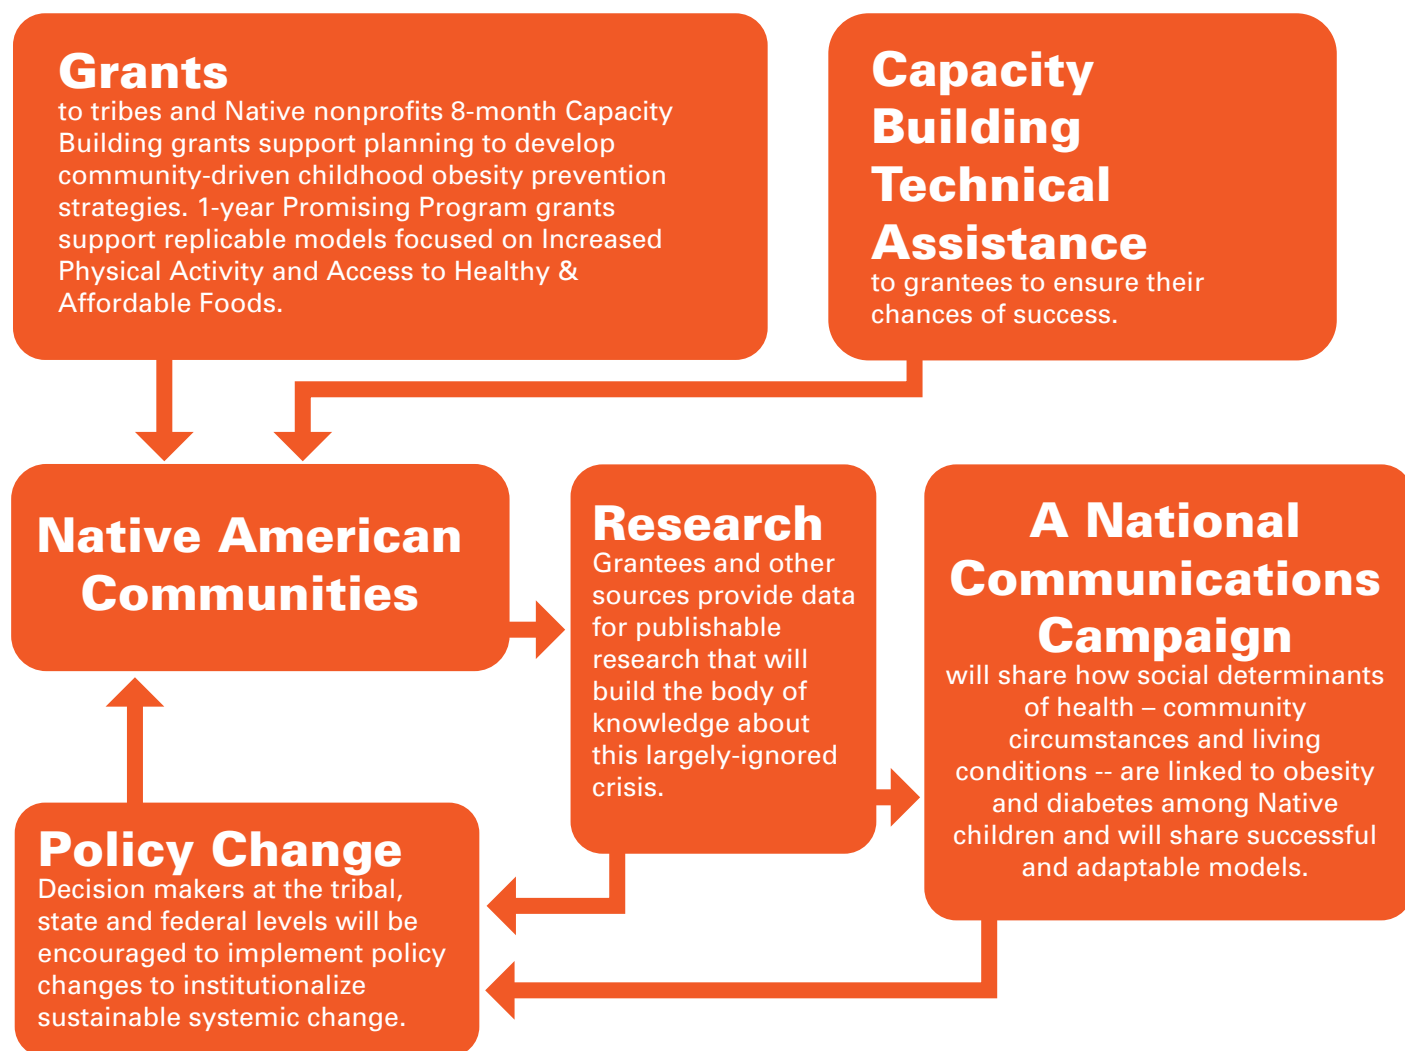 Grants
to tribes and Native nonprofits 8-month Capacity
Building grants support planning to develop
community-driven childhood obesity prevention
strategies. 1-year Promising Program grants
support replicable models focused on Increased
Physical Activity and Access to Healthy &
Affordable Foods.
Capacity
Building
Technical
Assistance
to grantees to ensure their
chances of success.
Native American
Communities
Research
Grantees and other
sources provide data
for publishable
research that will
build the body of
knowledge about
this largely-ignored
crisis.
A National
Communications
Campaign
will share how social determinants
of health – community
circumstances and living
conditions -- are linked to obesity
and diabetes among Native
children and will share successful
and adaptable models.
Policy Change
Decision makers at the tribal,
state and federal levels will be
encouraged to implement policy
changes to institutionalize
sustainable systemic change.